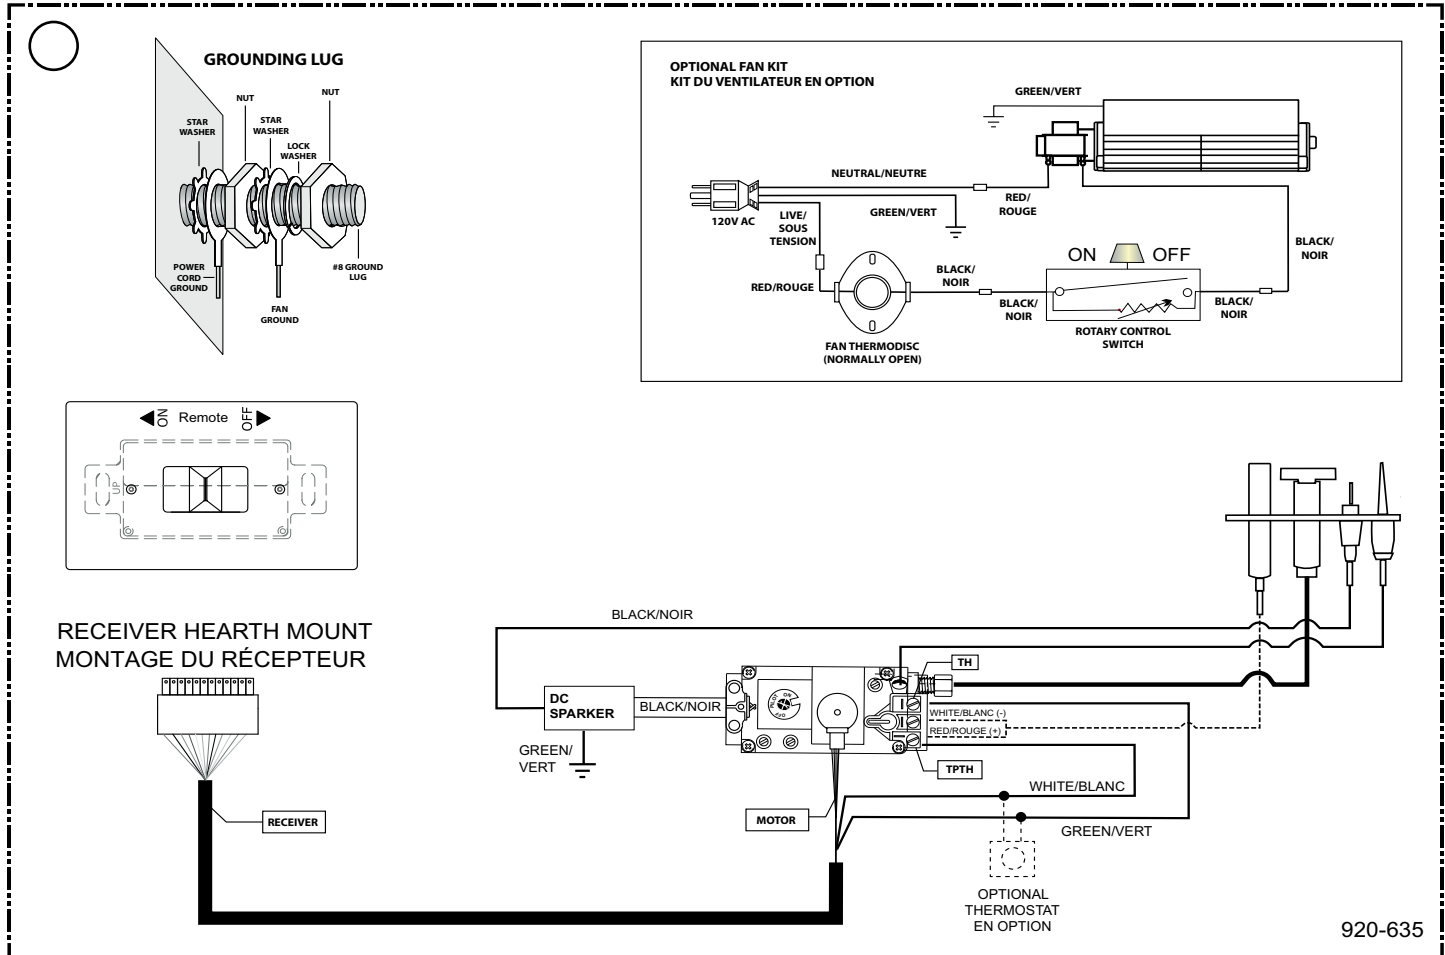 GROUNDING LUG
NUT
NUT
STAR
WASHER
STAR
WASHER
LOCK
WASHER
POWER
CORD
GROUND
FAN
GROUND
#8 GROUND
LUG
OPTIONAL FAN KIT
KIT DU VENTILATEUR EN OPTION
GREEN/VERT
NEUTRAL/NEUTRE
RED/
ROUGE
120V AC
GREEN/VERT
LIVE/
SOUS
TENSION
RED/ROUGE
BLACK/
NOIR
BLACK/
NOIR
ON
OFF
BLACK/
NOIR
BLACK/
NOIR
FAN THERMODISC
(NORMALLY OPEN)
ROTARY CONTROL
SWITCH
ON
Remote
OFF
UP
RECEIVER HEARTH MOUNT
MONTAGE DU RÉCEPTEUR
RECEIVER
BLACK/NOIR
DC
SPARKER
BLACK/NOIR
GREEN/
VERT
PILOT
ON
OFF
TH
WHITE/BLANC (-)
RED/ROUGE (+)
TPTH
MOTOR
WHITE/BLANC
GREEN/VERT
OPTIONAL
THERMOSTAT
EN OPTION
920-635